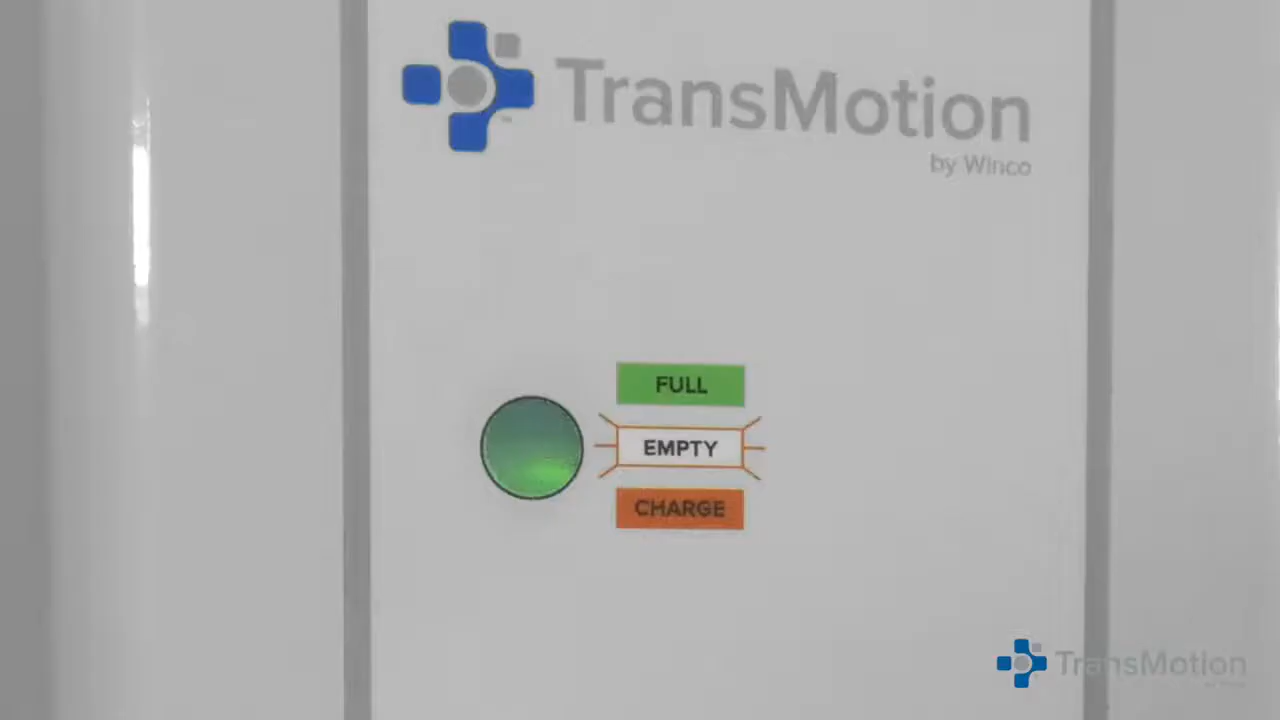 TransMotion
by Winco
FULL
EMPTY
CHARGE
TransMotion